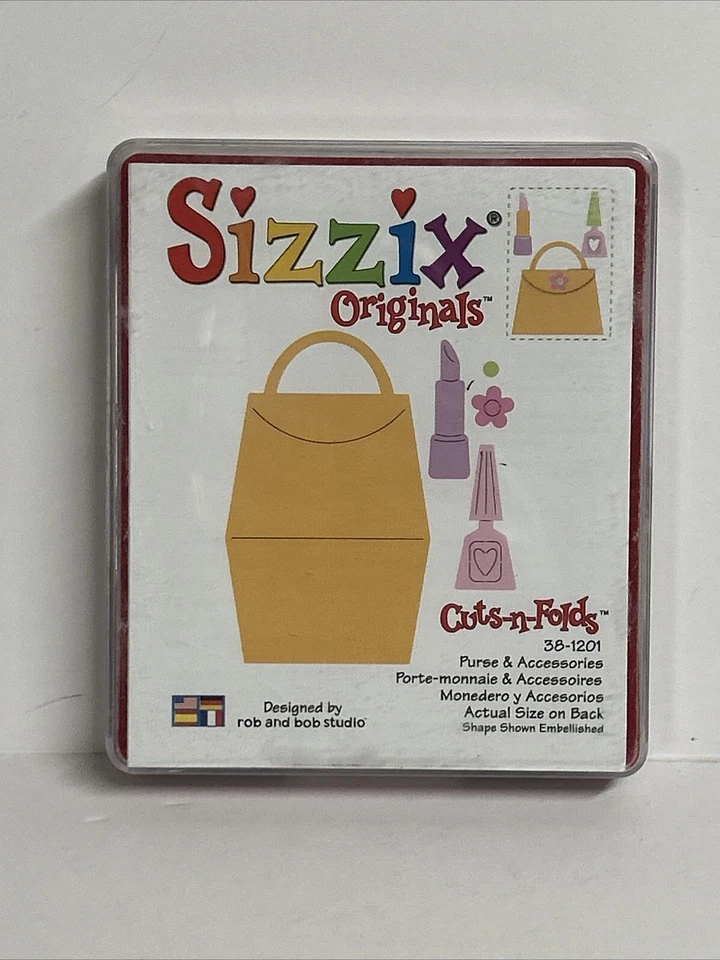 Sizzix®
Originals™
Cuts-n-Folds™
38-1201
Purse & Accessories
Porte-monnaie & Accessoires
Monedero y Accesorios
Actual Size on Back
Shape Shown Embellished
Designed by
rob and bob studio